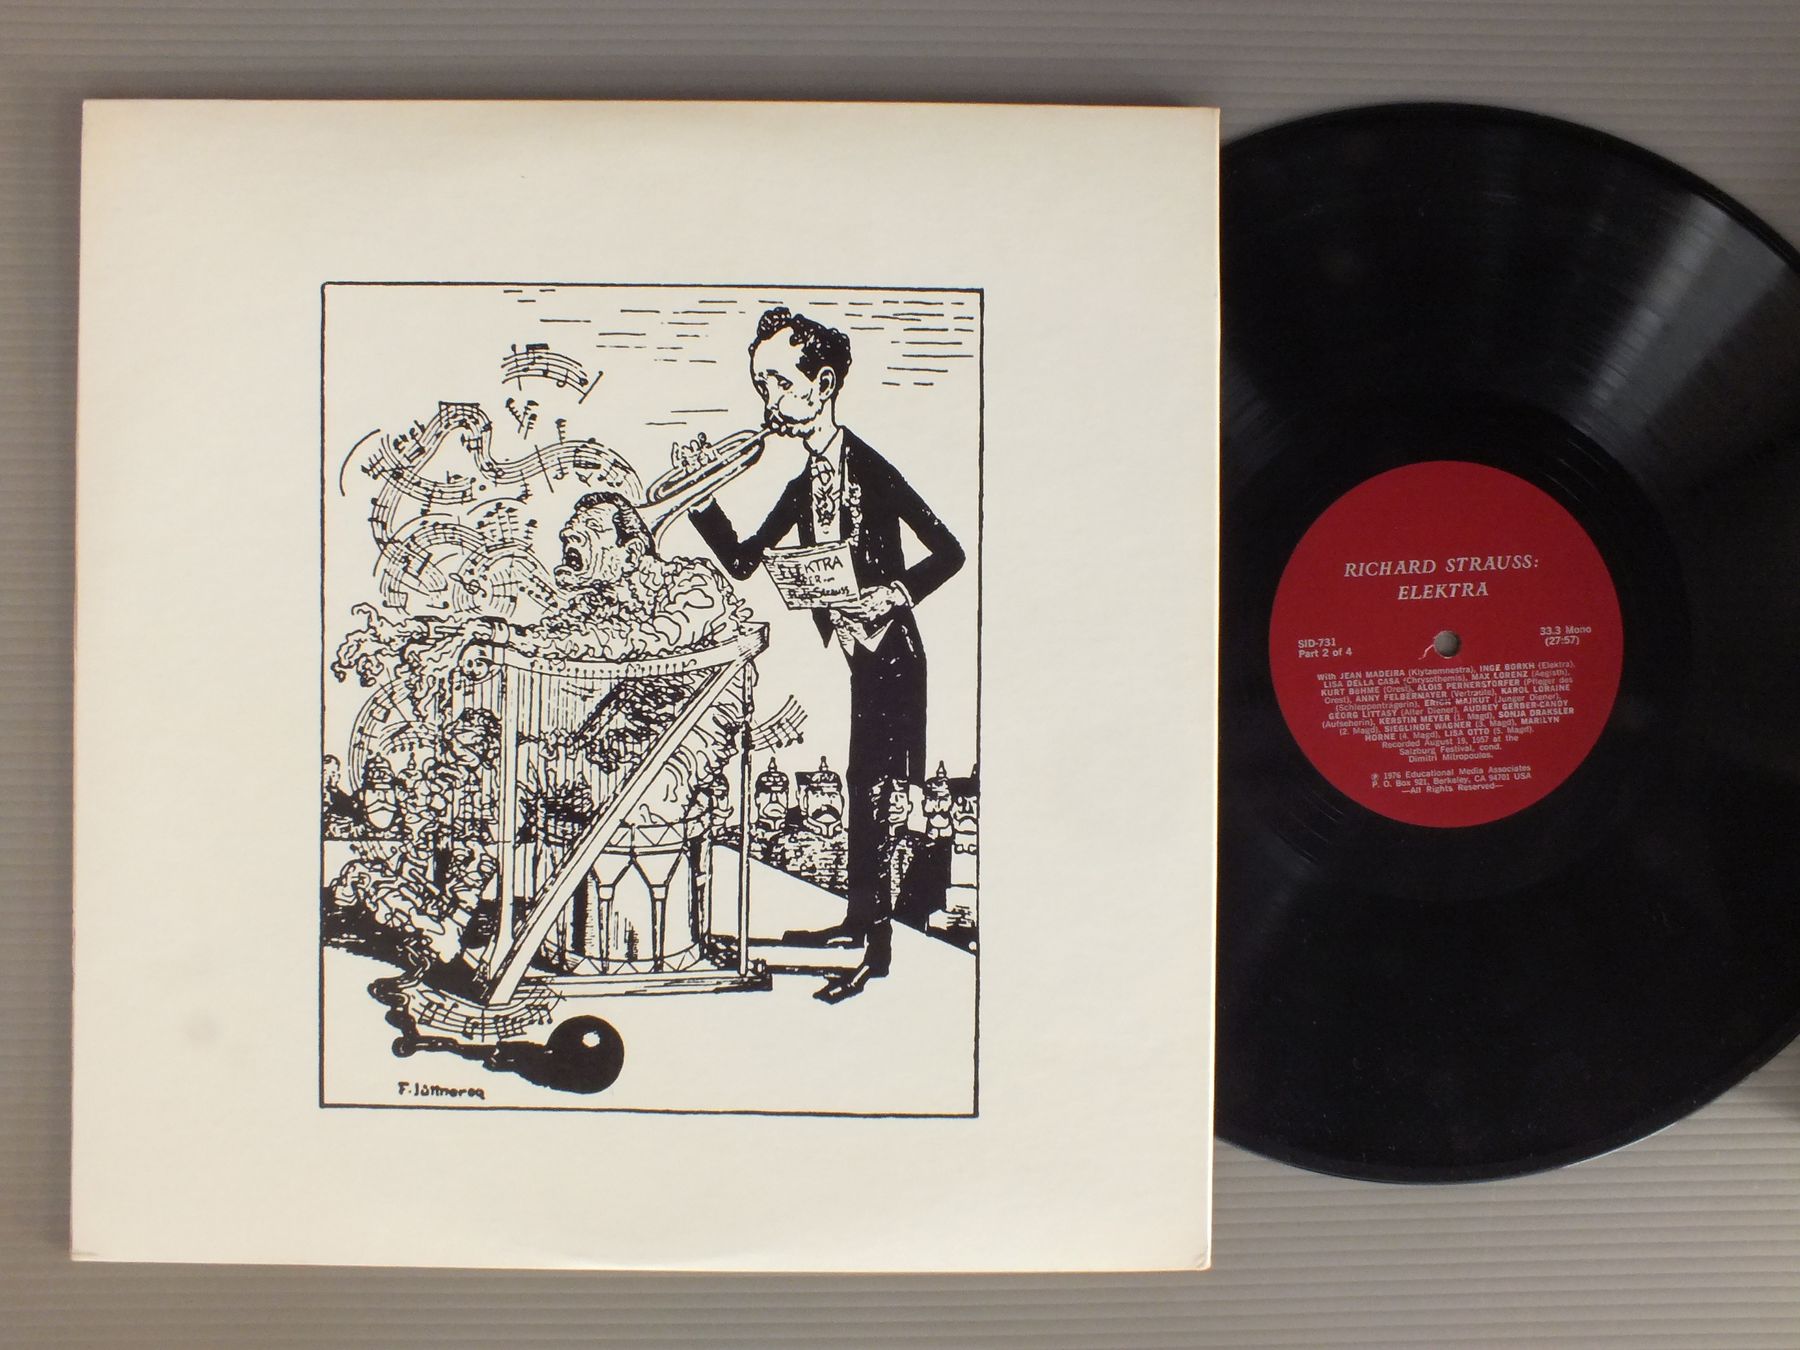 ELEKTRA
Strauss
F. Jüttner
RICHARD STRAUSS:
ELEKTRA
SID-731
Part 2 of 4
33.3 Mono
(27:57)
With JEAN MADEIRA (Klytaemnestra), INGE BORKH (Elektra),
LISA DELLA CASA (Chrysothemis), MAX LORENZ (Aegisth),
KURT BÖHME (Orest), ALOIS PERNERSTORFER (Pfleger des
Orest), ANNY FELBERMAYER (Vertraute), KAROL LORAINE
(Schleppenträgerin), ERICH MAJKUT (Junger Diener),
GEORG LITTASY (Alter Diener), AUDREY GERBER-CANDY
(Aufseherin), KERSTIN MEYER (1. Magd), SONJA DRAKSLER
(2. Magd), SIEGLINDE WAGNER (3. Magd), MARILYN
HORNE (4. Magd), LISA OTTO (5. Magd).
Recorded August 19, 1957 at the
Salzburg Festival, cond.
Dimitri Mitropoulos.
℗ 1976 Educational Media Associates
P. O. Box 921, Berkeley, CA 94701 USA
—All Rights Reserved—